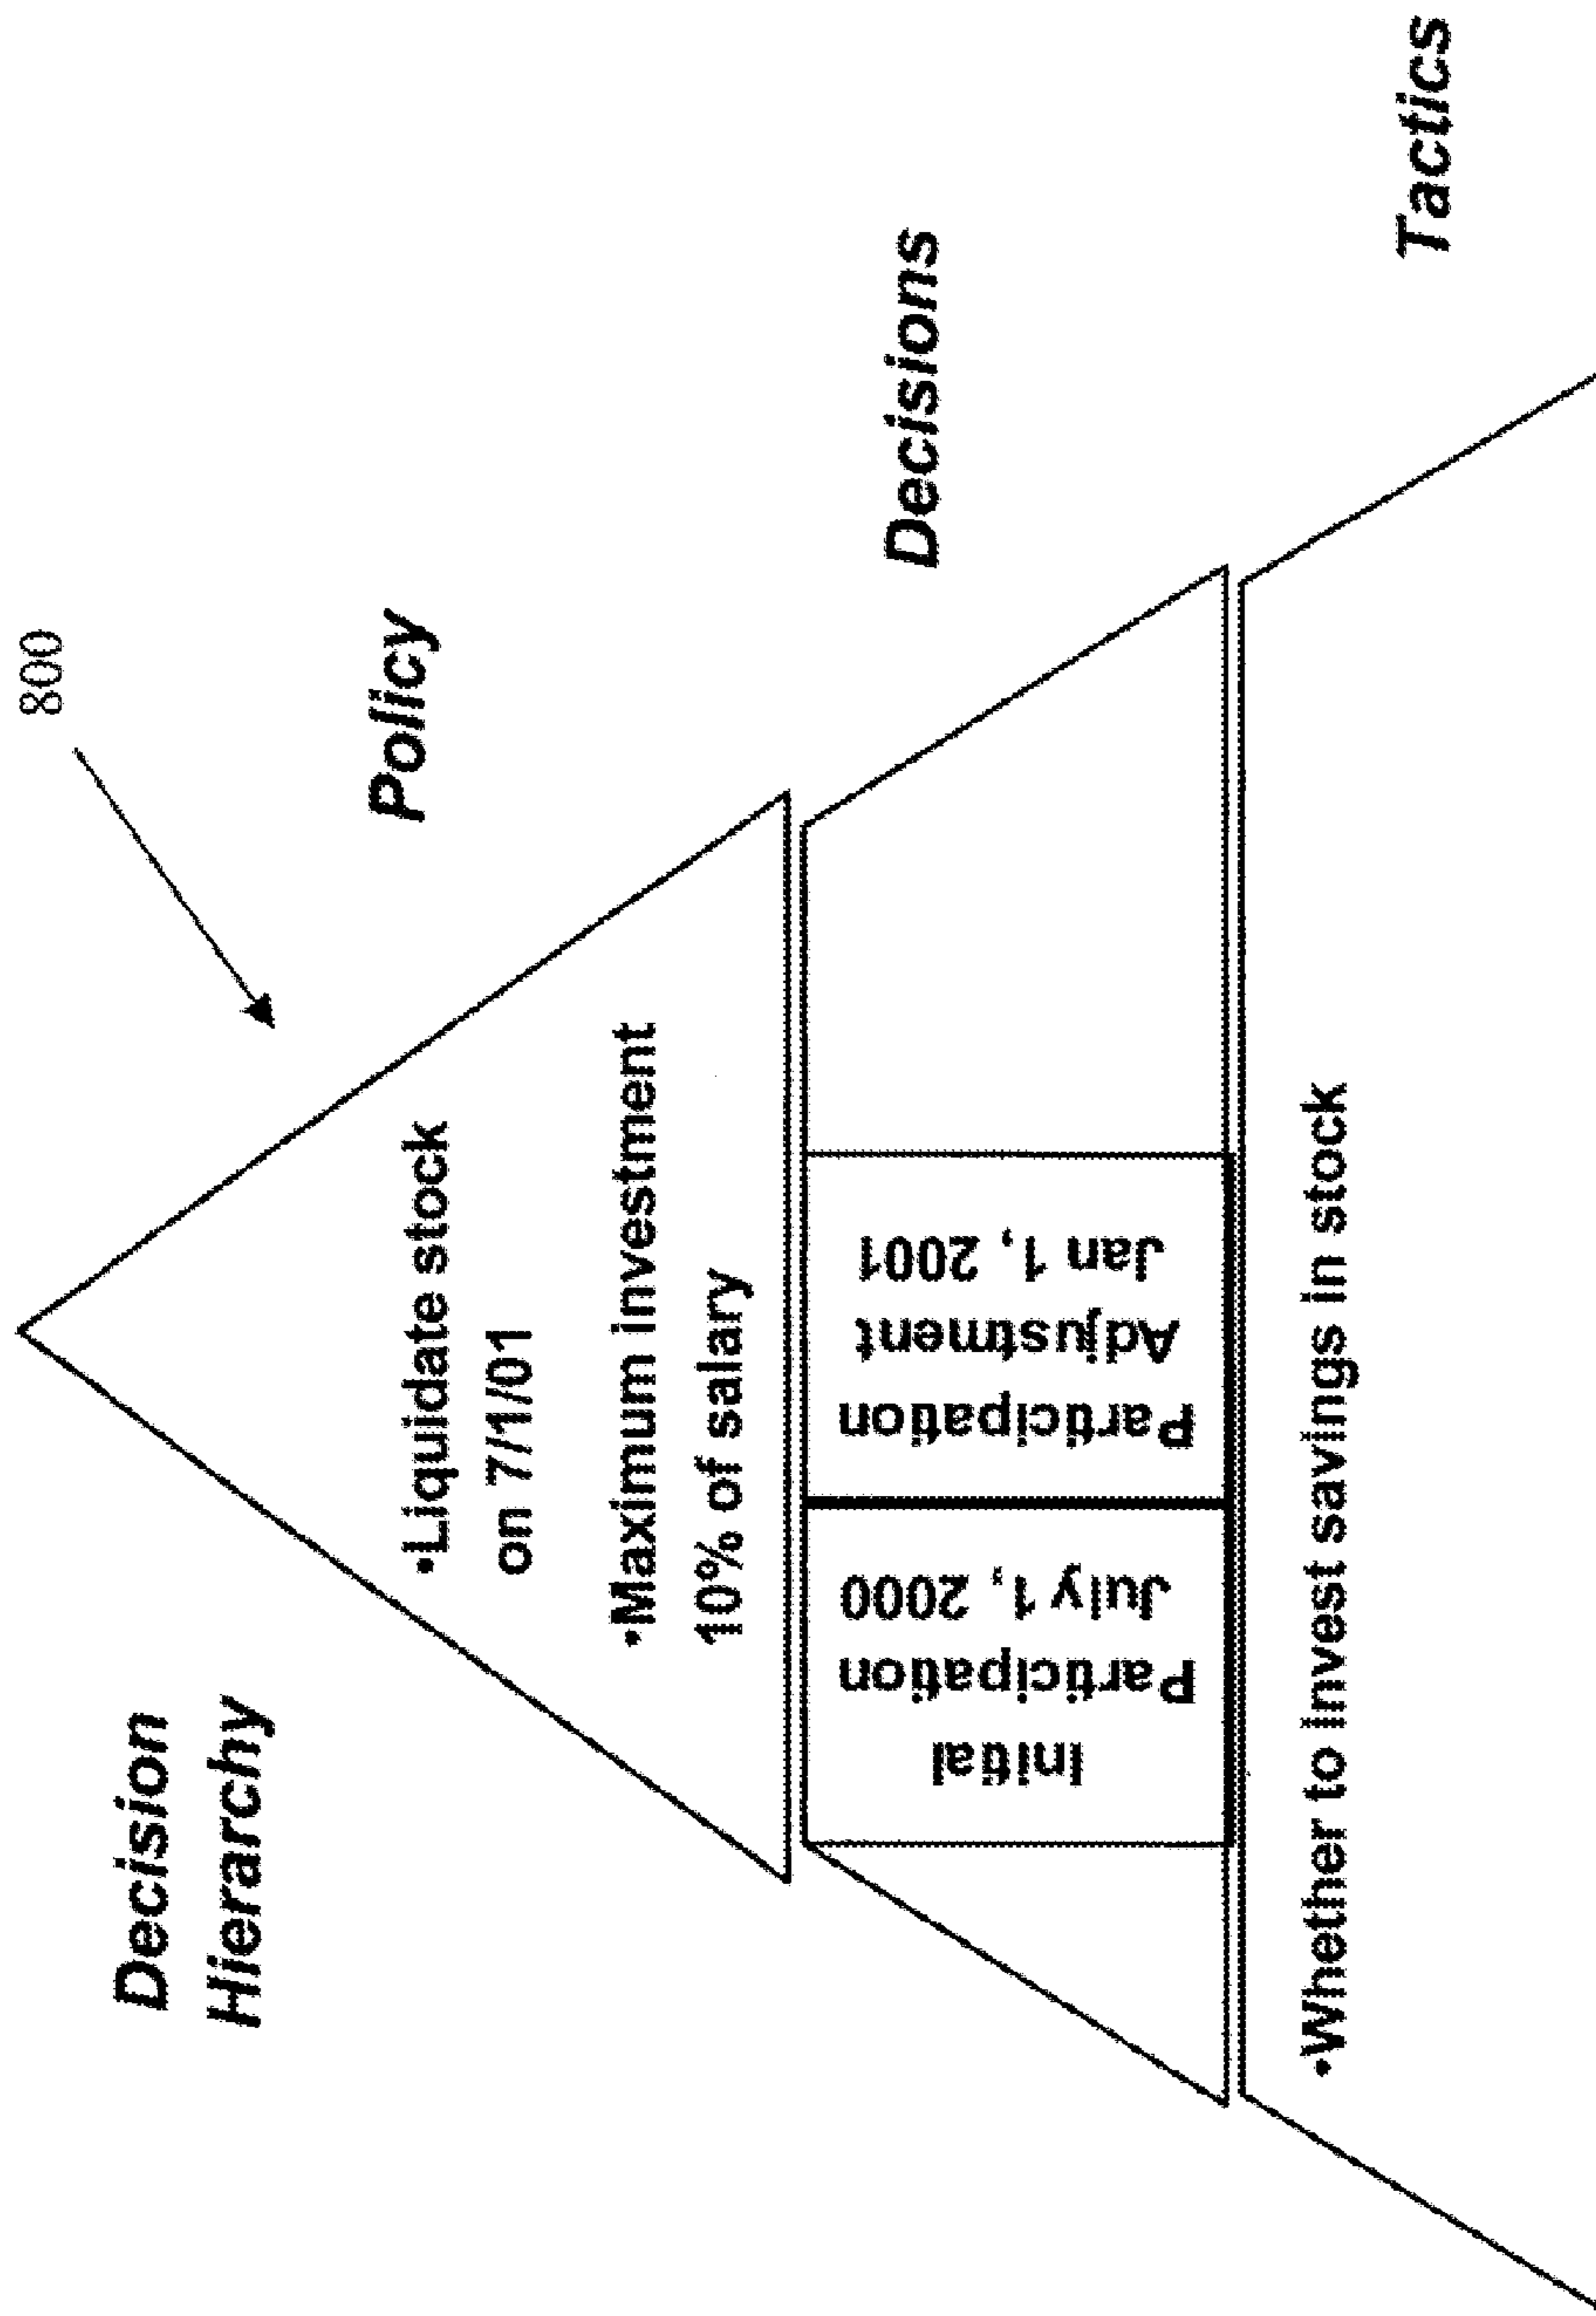 Decision
Hierarchy
800
Policy
•Liquidate stock
on 7/1/01
•Maximum investment
10% of salary
Decisions
Initial
Participation
July 1, 2000
Participation
Adjustment
Jan 1, 2001
Tactics
•Whether to invest savings in stock